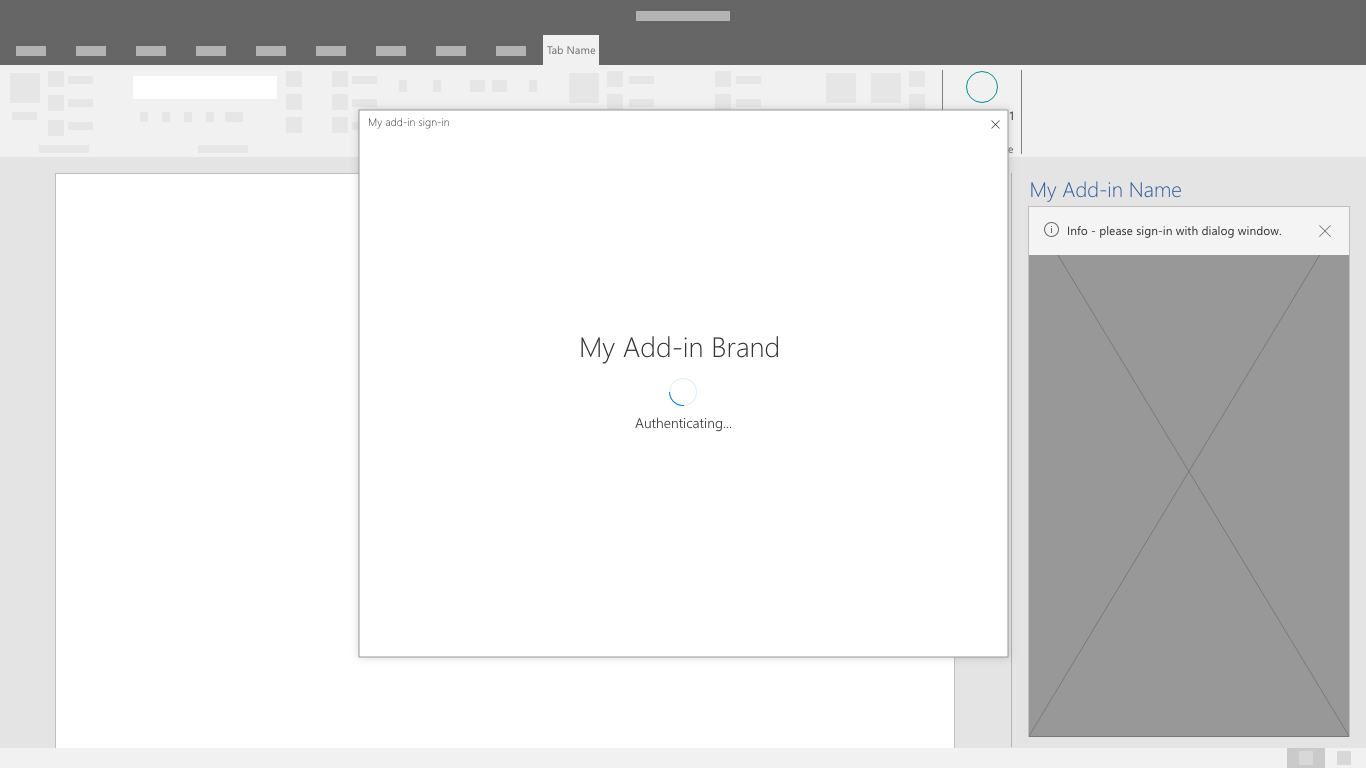 Tab Name
My add-in sign-in
1
e
My Add-in Name
Info - please sign-in with dialog window.
My Add-in Brand
Authenticating...